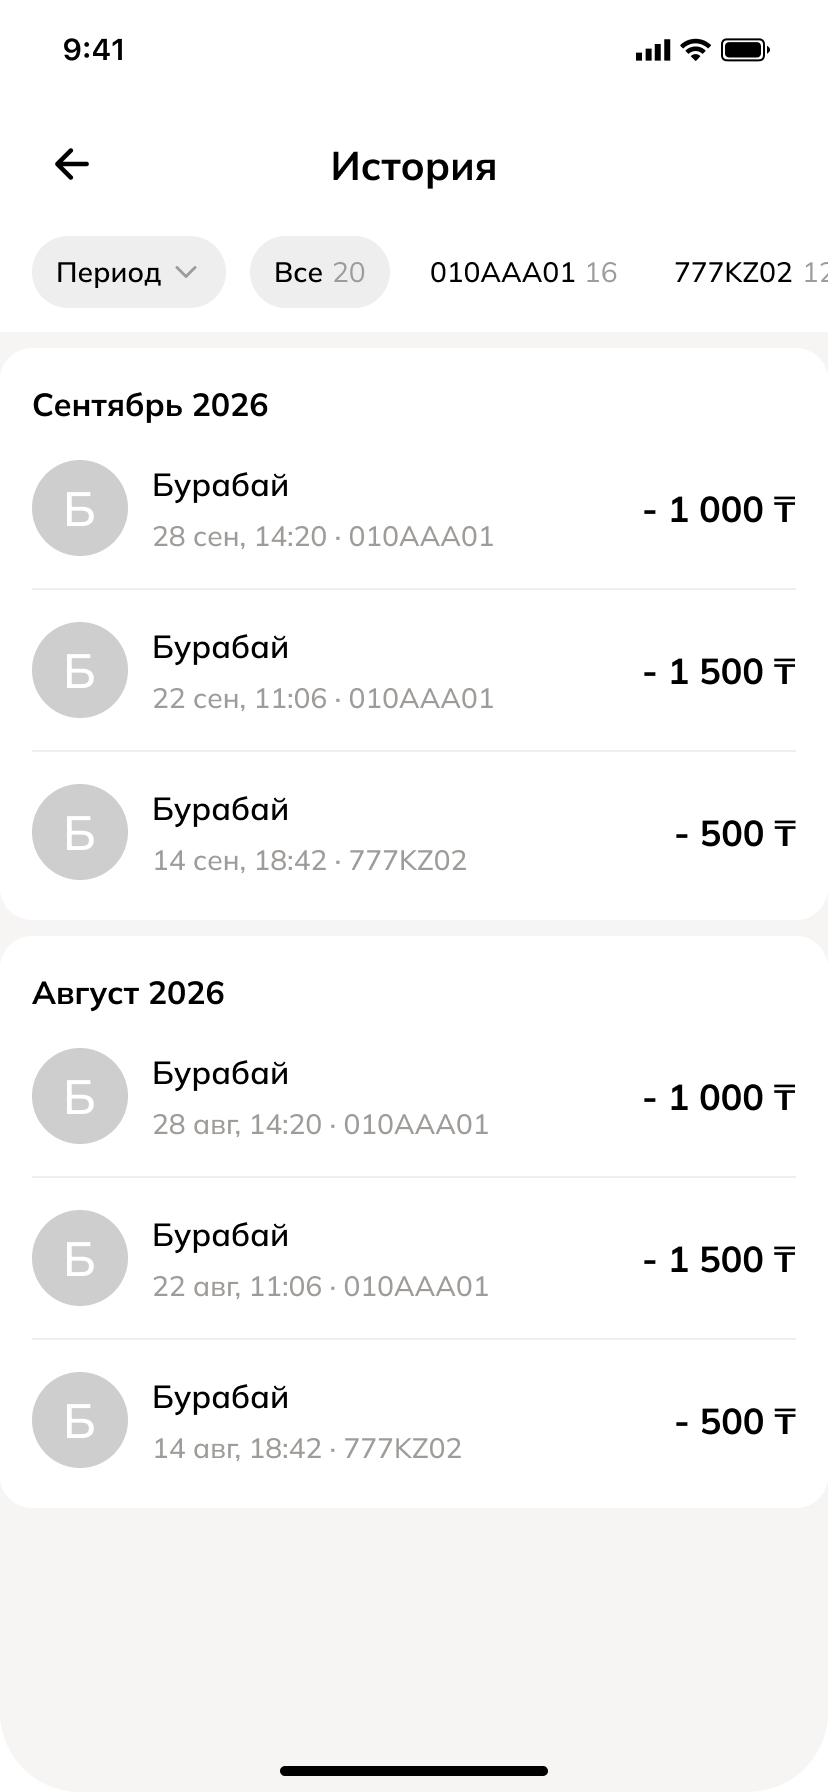 9:41
История
Период Все 20 010AAA01 16 777KZ02 12
Сентябрь 2026
Б
Бурабай
28 сен, 14:20 · 010AAA01
- 1 000 ₸
Б
Бурабай
22 сен, 11:06 · 010AAA01
- 1 500 ₸
Б
Бурабай
14 сен, 18:42 · 777KZ02
- 500 ₸
Август 2026
Б
Бурабай
28 авг, 14:20 · 010AAA01
- 1 000 ₸
Б
Бурабай
22 авг, 11:06 · 010AAA01
- 1 500 ₸
Б
Бурабай
14 авг, 18:42 · 777KZ02
- 500 ₸